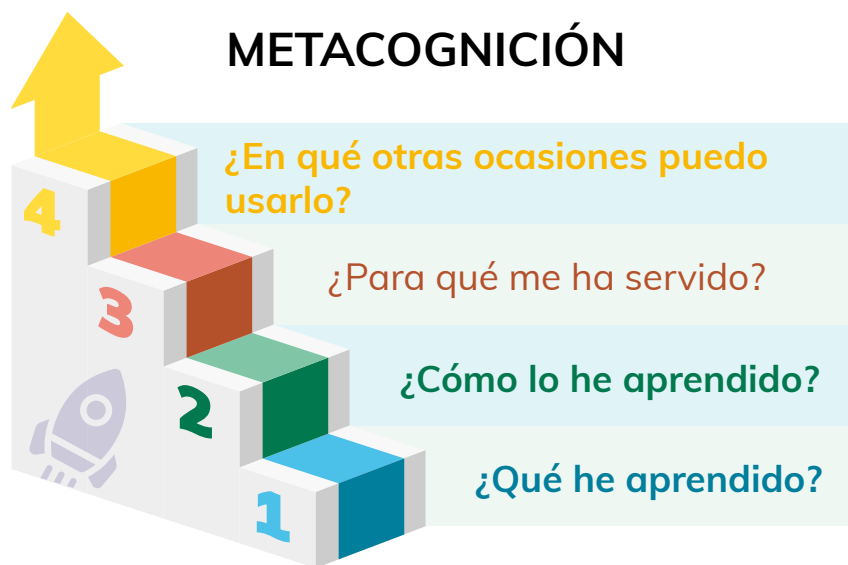 METACOGNICIÓN
4
¿En qué otras ocasiones puedo
usarlo?
3
¿Para qué me ha servido?
2
¿Cómo lo he aprendido?
1
¿Qué he aprendido?